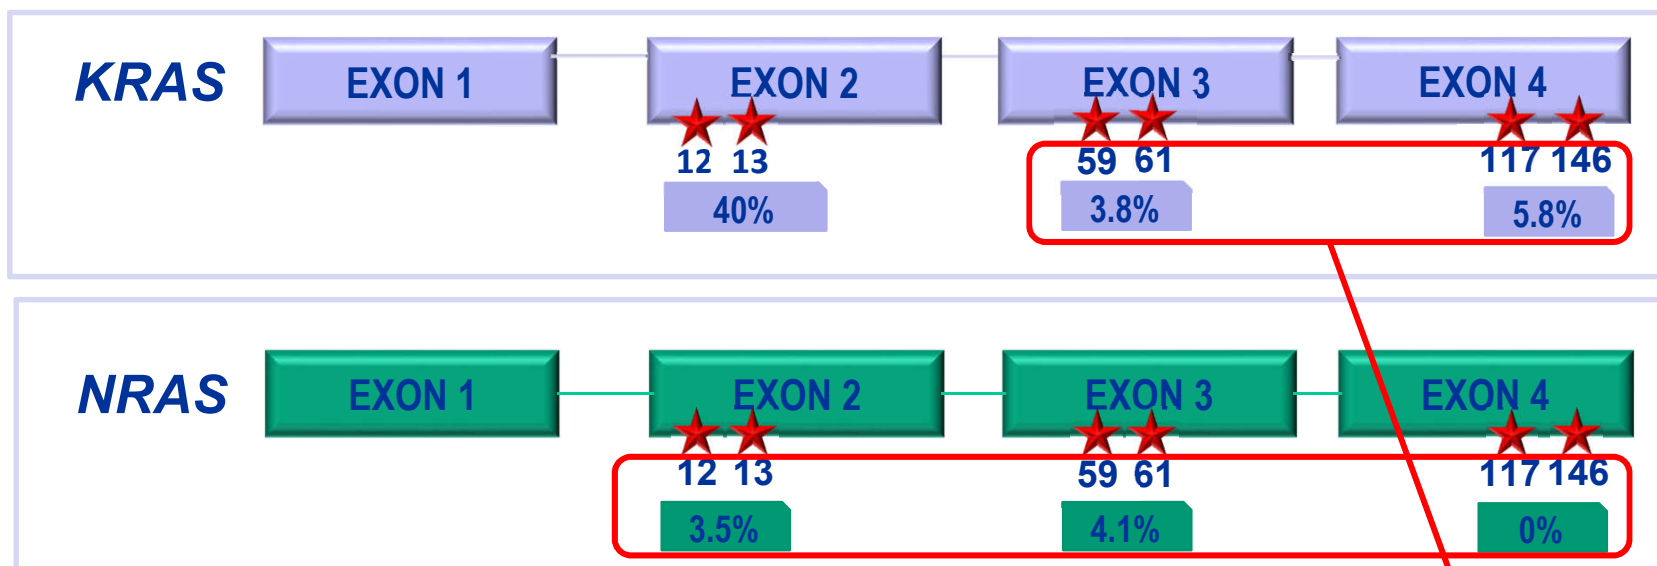 KRAS EXON 1 EXON 2 EXON 3 EXON 4
12 13 59 61 117 146
40% 3.8% 5.8%
NRAS EXON 1 EXON 2 EXON 3 EXON 4
12 13 59 61 117 146
3.5% 4.1% 0%